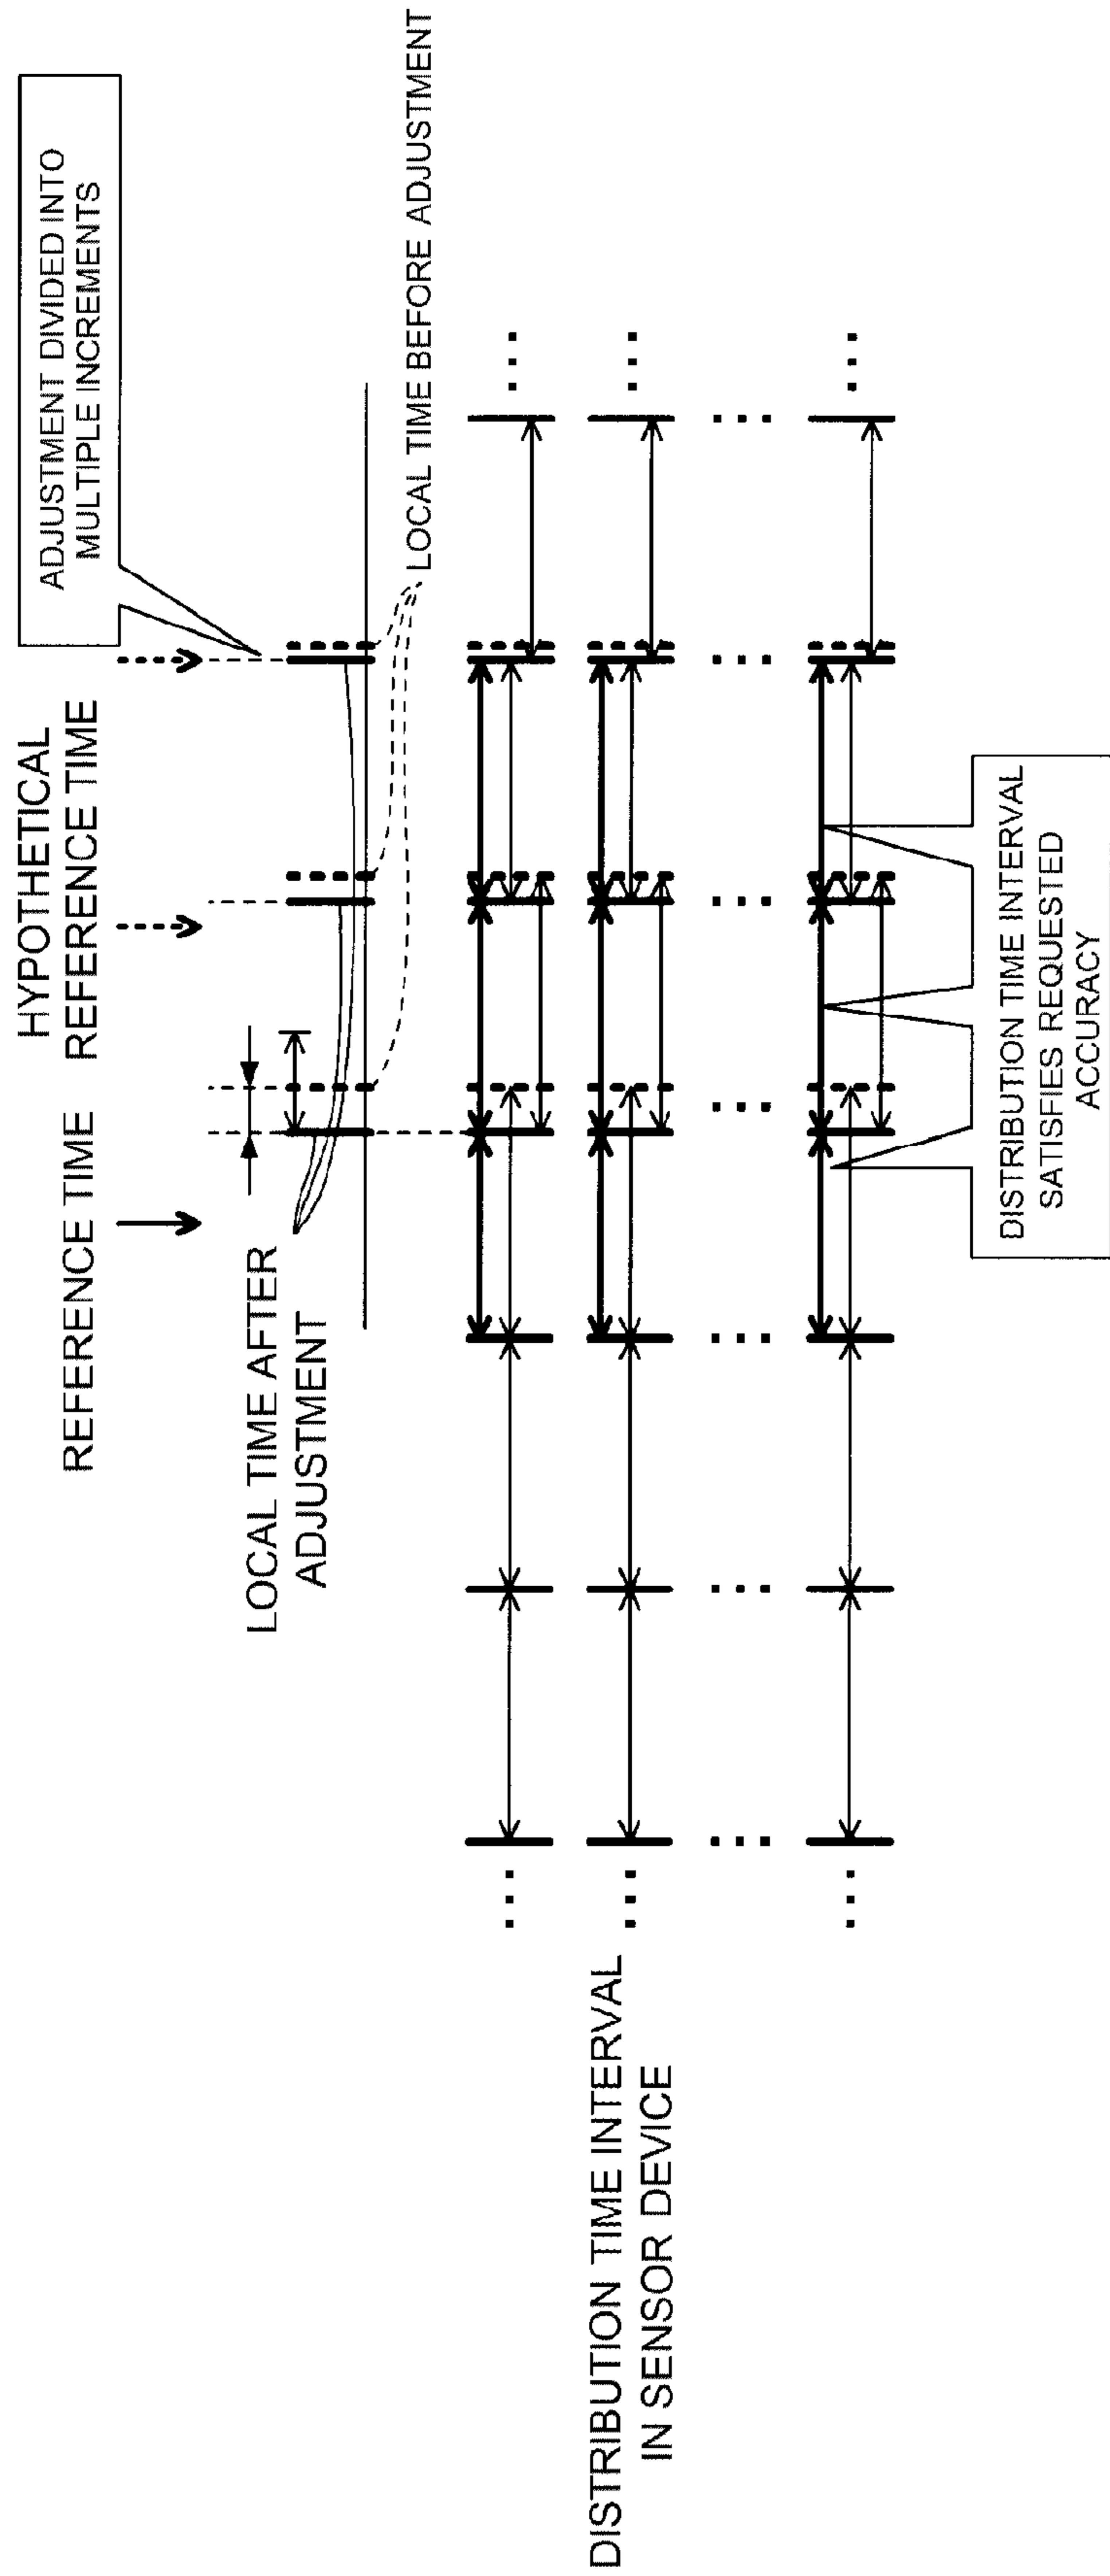 ADJUSTMENT DIVIDED INTO
MULTIPLE INCREMENTS
HYPOTHETICAL
REFERENCE TIME
REFERENCE TIME
LOCAL TIME AFTER
ADJUSTMENT
LOCAL TIME BEFORE ADJUSTMENT
DISTRIBUTION TIME INTERVAL
IN SENSOR DEVICE
DISTRIBUTION TIME INTERVAL
SATISFIES REQUESTED
ACCURACY